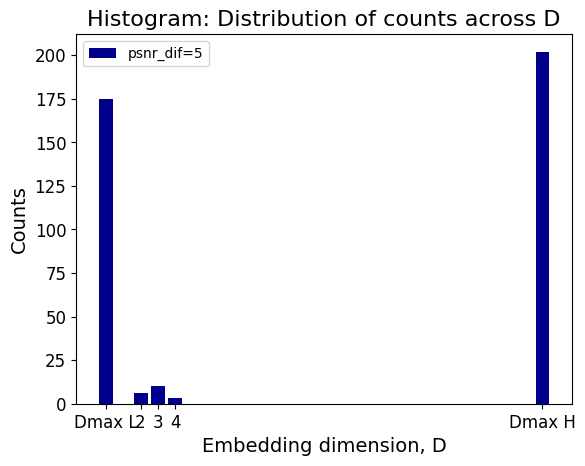 Histogram: Distribution of counts across D
psnr_dif=5
200
175
150
125
100
75
50
25
0
Counts
Dmax L 2 3 4 Dmax H
Embedding dimension, D